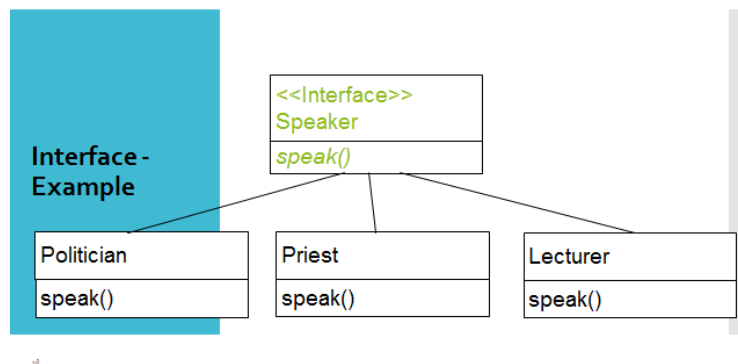 Interface -
Example
<<Interface>>
Speaker
speak()
Politician
speak()
Priest
speak()
Lecturer
speak()